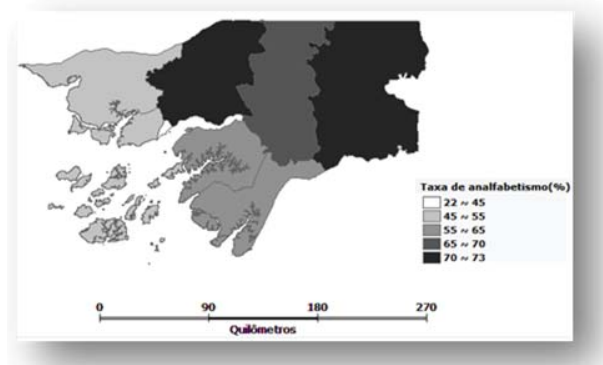 Taxa de analfabetismo(%)
22 ~ 45
45 ~ 55
55 ~ 65
65 ~ 70
70 ~ 73
0 90 180 270
Quilômetros